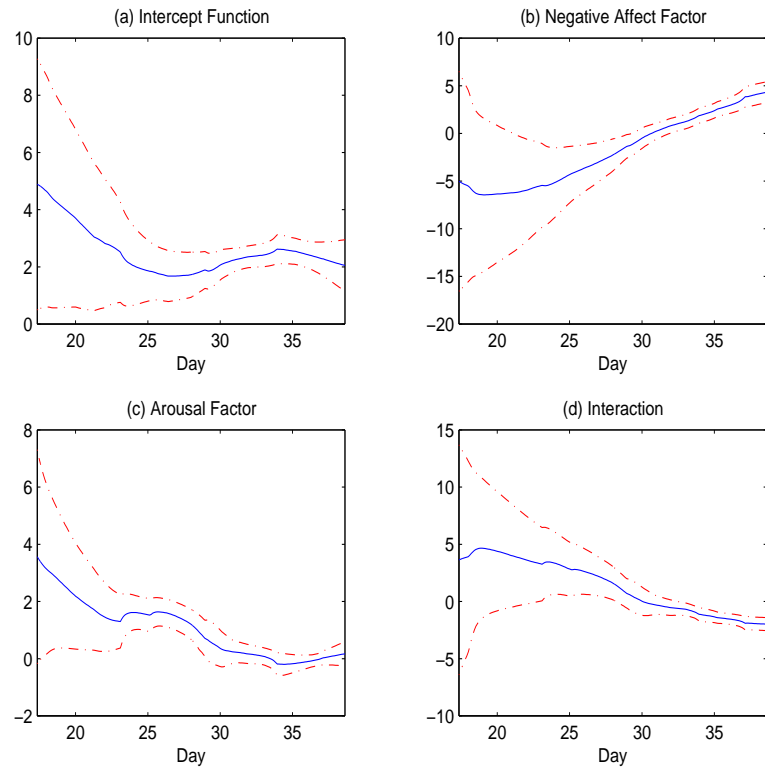 (a) Intercept Function
10
8
6
4
2
0
20 25 30 35
Day
(b) Negative Affect Factor
10
5
0
−5
−10
−15
−20
20 25 30 35
Day
(c) Arousal Factor
8
6
4
2
0
−2
20 25 30 35
Day
(d) Interaction
15
10
5
0
−5
−10
20 25 30 35
Day